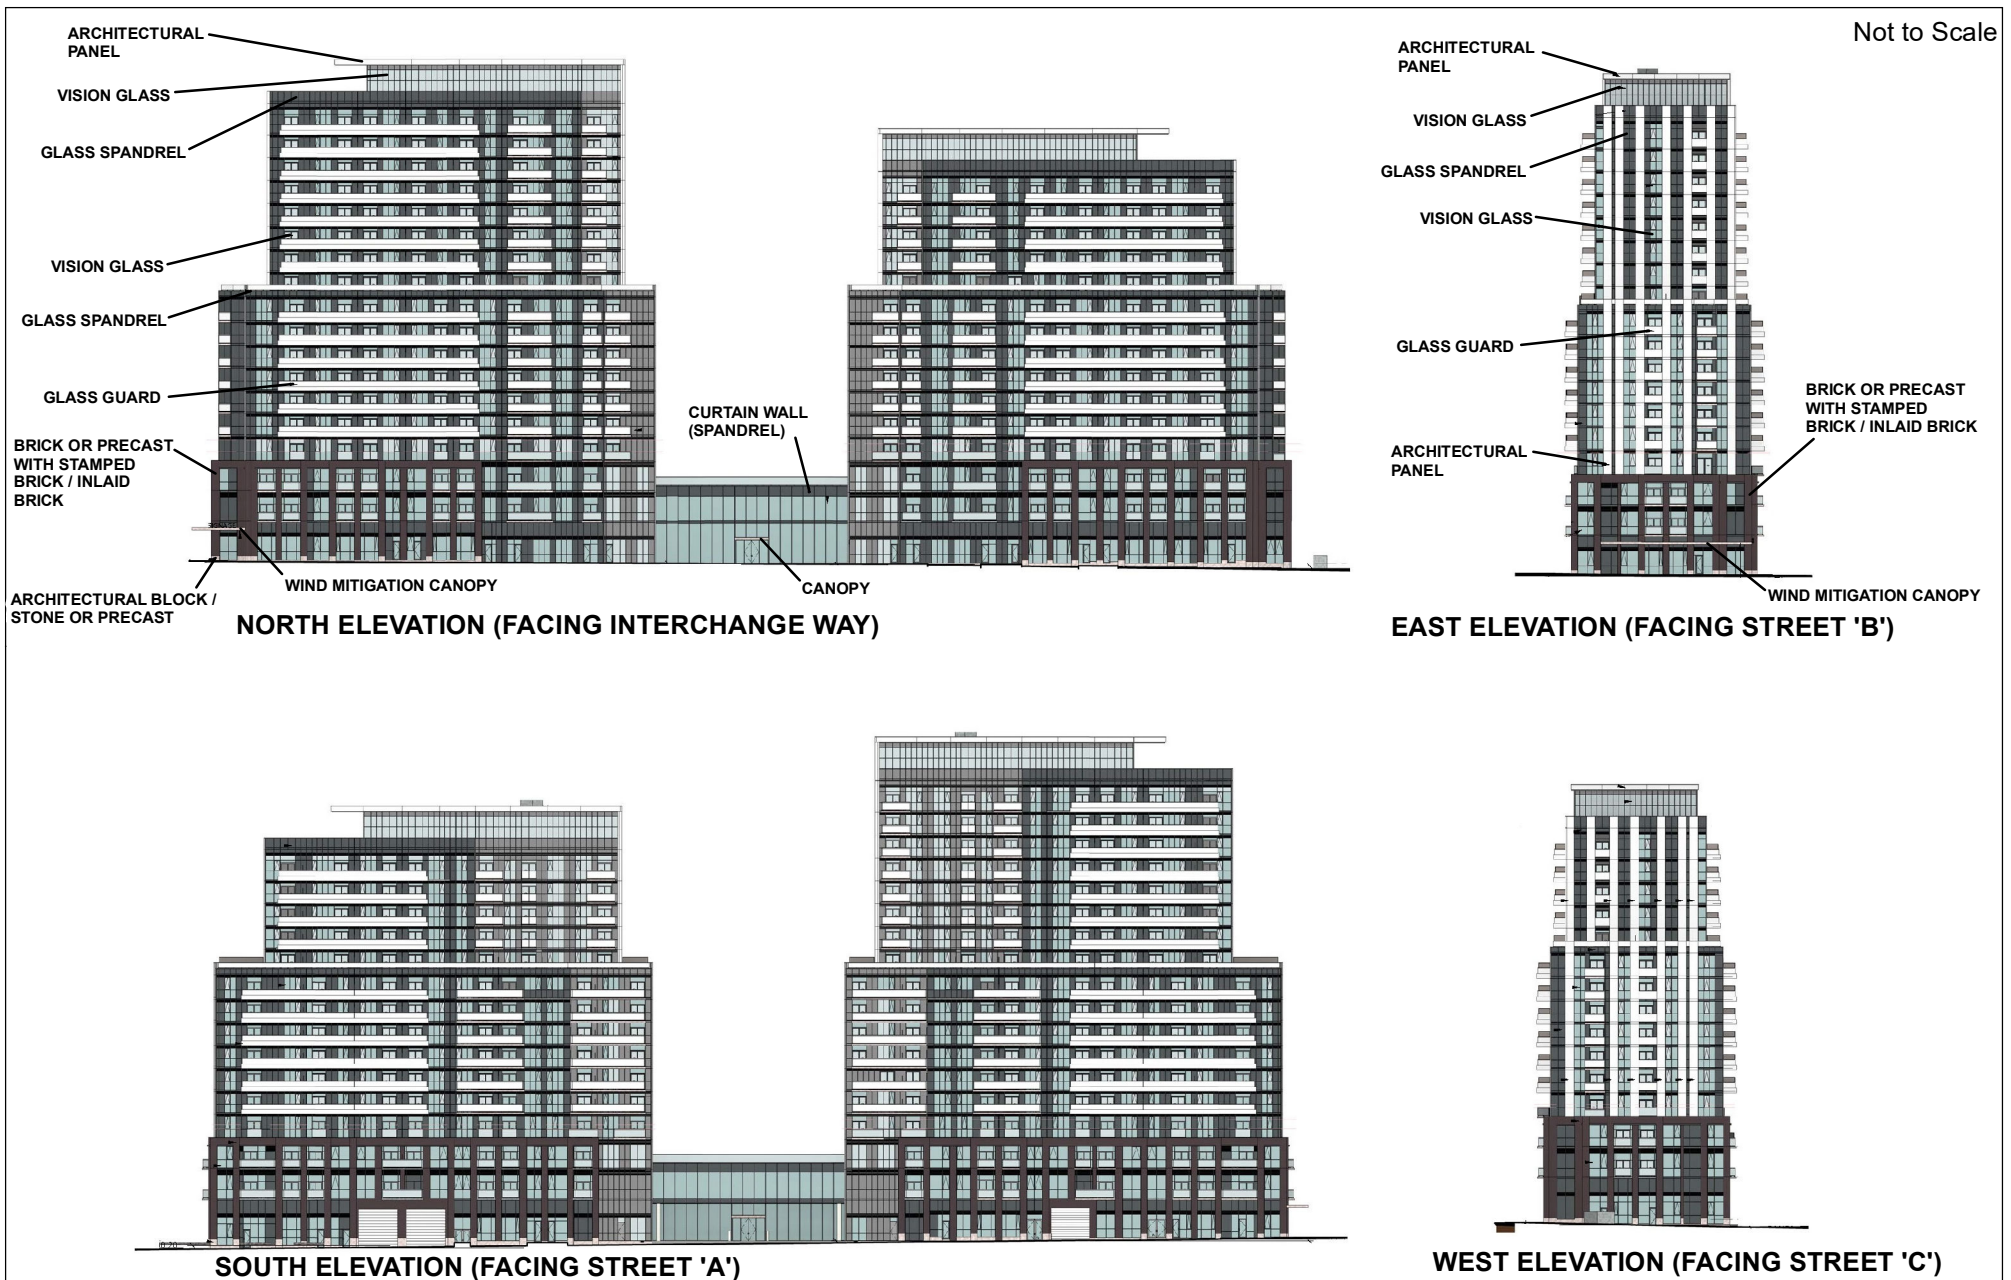 Not to Scale
ARCHITECTURAL
PANEL
VISION GLASS
GLASS SPANDREL
VISION GLASS
GLASS SPANDREL
GLASS GUARD
BRICK OR PRECAST
WITH STAMPED
BRICK / INLAID
BRICK
ARCHITECTURAL BLOCK /
STONE OR PRECAST
WIND MITIGATION CANOPY
CURTAIN WALL
(SPANDREL)
CANOPY
NORTH ELEVATION (FACING INTERCHANGE WAY)
ARCHITECTURAL
PANEL
VISION GLASS
GLASS SPANDREL
VISION GLASS
GLASS GUARD
ARCHITECTURAL
PANEL
BRICK OR PRECAST
WITH STAMPED
BRICK / INLAID BRICK
WIND MITIGATION CANOPY
EAST ELEVATION (FACING STREET 'B')
SOUTH ELEVATION (FACING STREET 'A')
WEST ELEVATION (FACING STREET 'C')